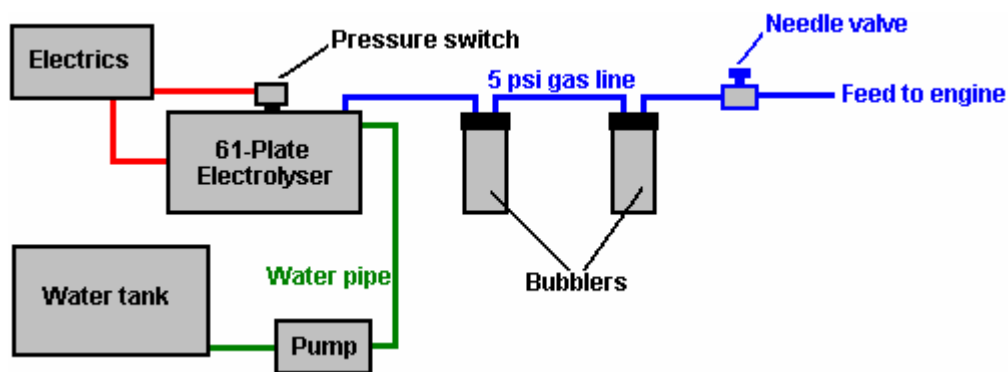 Electrics
Pressure switch
Needle valve
5 psi gas line
Feed to engine
61-Plate
Electrolyser
Water pipe
Bubblers
Water tank
Pump